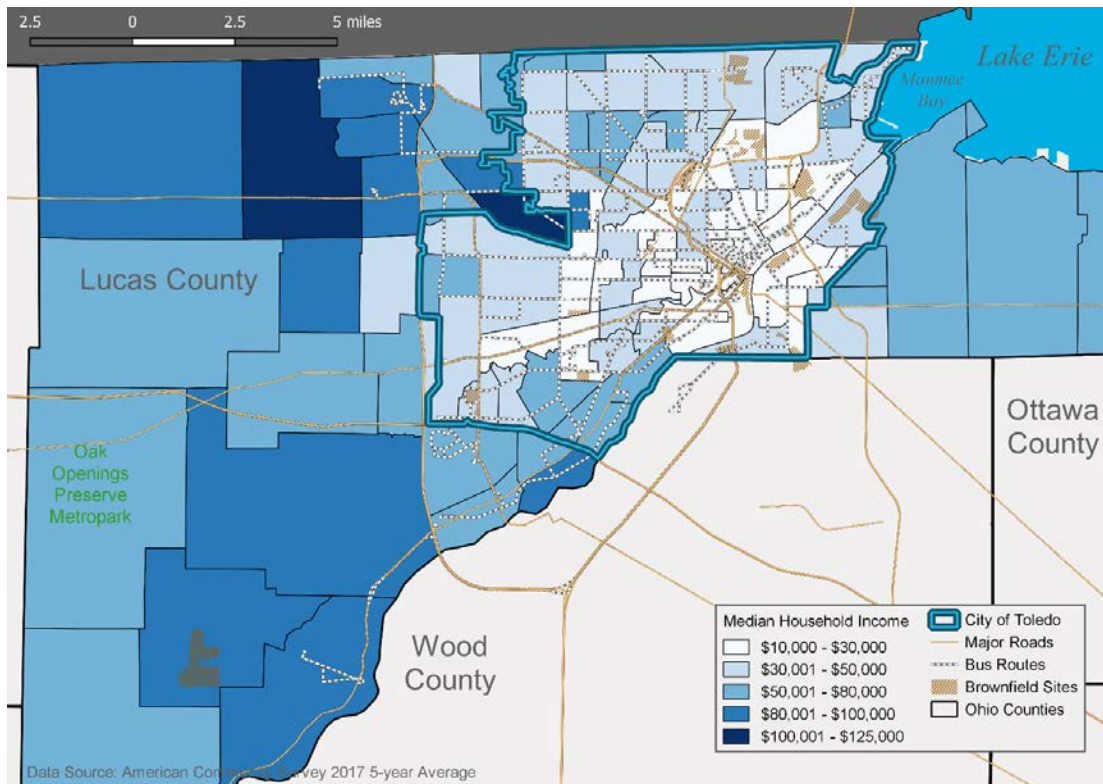 2.5 0 2.5 5 miles
Lake Erie
Maumee
Bay
Lucas County
Ottawa
County
Oak
Openings
Preserve
Metropark
Wood
County
Median Household Income
$10,000 - $30,000
$30,001 - $50,000
$50,001 - $80,000
$80,001 - $100,000
$100,001 - $125,000
City of Toledo
Major Roads
Bus Routes
Brownfield Sites
Ohio Counties
Data Source: American Com Survey 2017 5-year Average